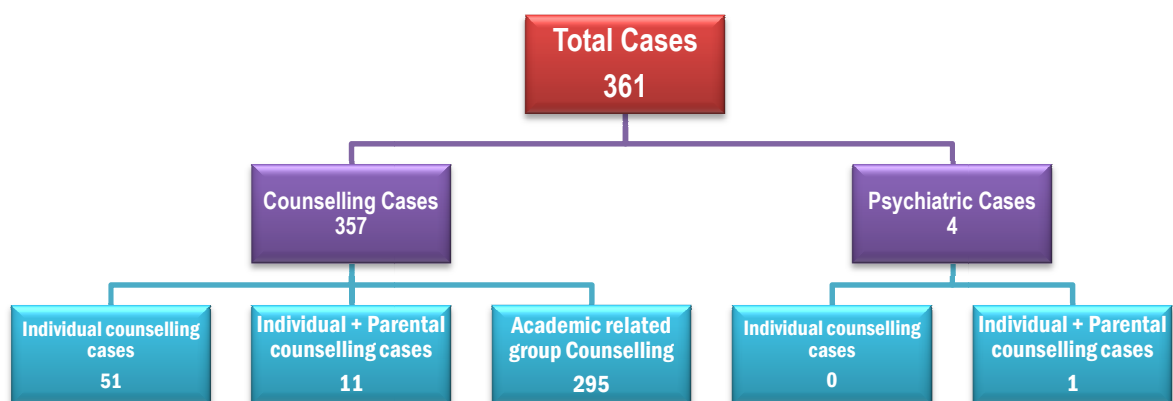 Total Cases
361
Counselling Cases
357
Psychiatric Cases
4
Individual counselling
cases
51
Individual + Parental
counselling cases
11
Academic related
group Counselling
295
Individual counselling
cases
0
Individual + Parental
counselling cases
1